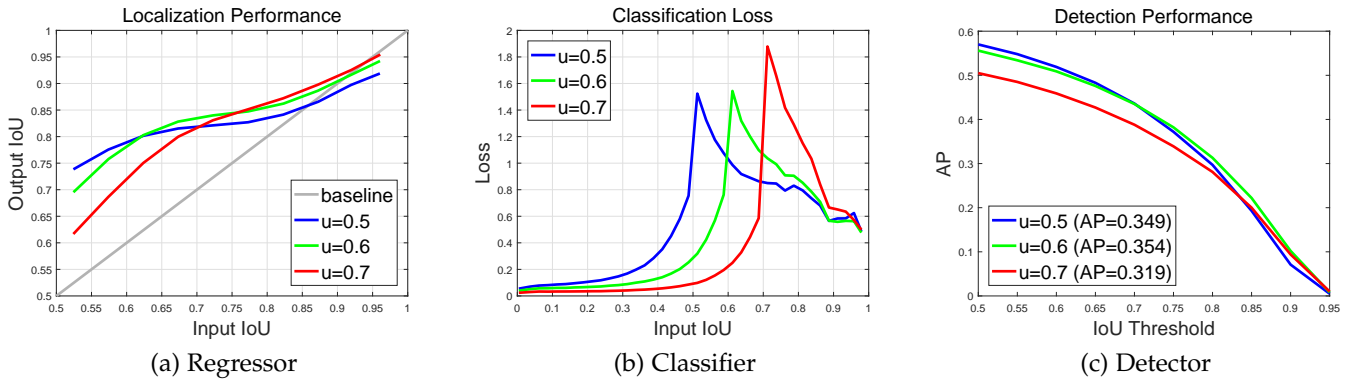 Localization Performance
1
0.95
0.9
0.85
0.8
0.75
0.7
0.65
0.6
0.55
0.5
Output IoU
0.5 0.55 0.6 0.65 0.7 0.75 0.8 0.85 0.9 0.95 1
Input IoU
baseline
u=0.5
u=0.6
u=0.7
(a) Regressor
Classification Loss
2
1.8
1.6
1.4
1.2
1
0.8
0.6
0.4
0.2
0
Loss
0 0.1 0.2 0.3 0.4 0.5 0.6 0.7 0.8 0.9 1
Input IoU
u=0.5
u=0.6
u=0.7
(b) Classifier
Detection Performance
0.6
0.5
0.4
0.3
0.2
0.1
0
AP
0.5 0.55 0.6 0.65 0.7 0.75 0.8 0.85 0.9 0.95
IoU Threshold
u=0.5 (AP=0.349)
u=0.6 (AP=0.354)
u=0.7 (AP=0.319)
(c) Detector